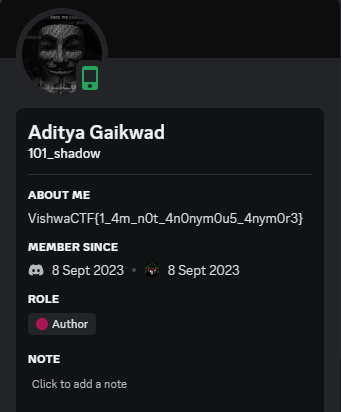 Aditya Gaikwad
101_shadow
ABOUT ME
VishwaCTF{1_4m_n0t_4n0nym0u5_4nym0r3}
MEMBER SINCE
8 Sept 2023 • 8 Sept 2023
ROLE
Author
NOTE
Click to add a note